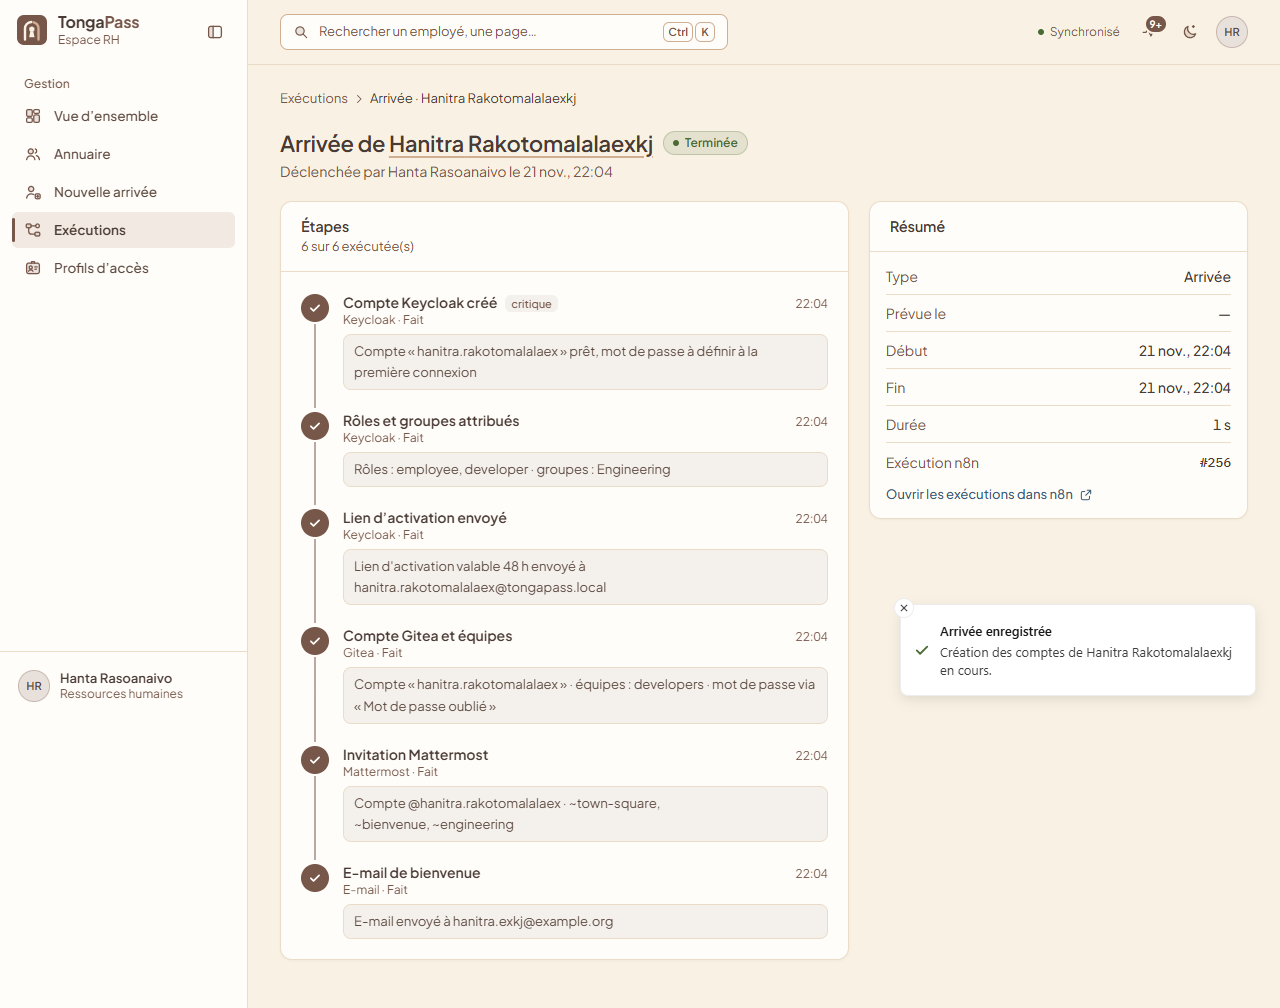 TongaPass
Espace RH
Rechercher un employé, une page...
Ctrl K
Synchronisé
9+
HR
Gestion
Vue d’ensemble
Annuaire
Nouvelle arrivée
Exécutions
Profils d’accès
HR
Hanta Rasoanaivo
Ressources humaines
Exécutions > Arrivée · Hanitra Rakotomalalaexkj
Arrivée de Hanitra Rakotomalalaexkj
Terminée
Déclenchée par Hanta Rasoanaivo le 21 nov., 22:04
Étapes
6 sur 6 exécutée(s)
Compte Keycloak créé critique 22:04
Keycloak · Fait
Compte « hanitra.rakotomalalaex » prêt, mot de passe à définir à la
première connexion
Rôles et groupes attribués 22:04
Keycloak · Fait
Rôles : employee, developer · groupes : Engineering
Lien d’activation envoyé 22:04
Keycloak · Fait
Lien d’activation valable 48 h envoyé à
hanitra.rakotomalalaex@tongapass.local
Compte Gitea et équipes 22:04
Gitea · Fait
Compte « hanitra.rakotomalalaex » · équipes : developers · mot de passe via
« Mot de passe oublié »
Invitation Mattermost 22:04
Mattermost · Fait
Compte @hanitra.rakotomalalaex · ~town-square,
~bienvenue, ~engineering
E-mail de bienvenue 22:04
E-mail · Fait
E-mail envoyé à hanitra.exkj@example.org
Résumé
Type Arrivée
Prévue le —
Début 21 nov., 22:04
Fin 21 nov., 22:04
Durée 1 s
Exécution n8n #256
Ouvrir les exécutions dans n8n
Arrivée enregistrée
Création des comptes de Hanitra Rakotomalalaexkj
en cours.